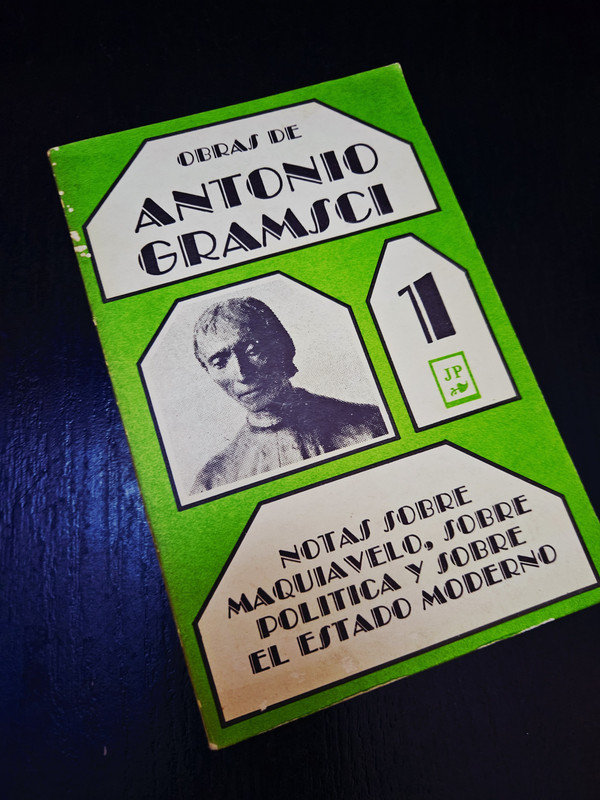 OBRAS DE
ANTONIO
GRAMSCI
1
JP
NOTAS SOBRE
MAQUIAVELO, SOBRE
POLITICA Y SOBRE
EL ESTADO MODERNO